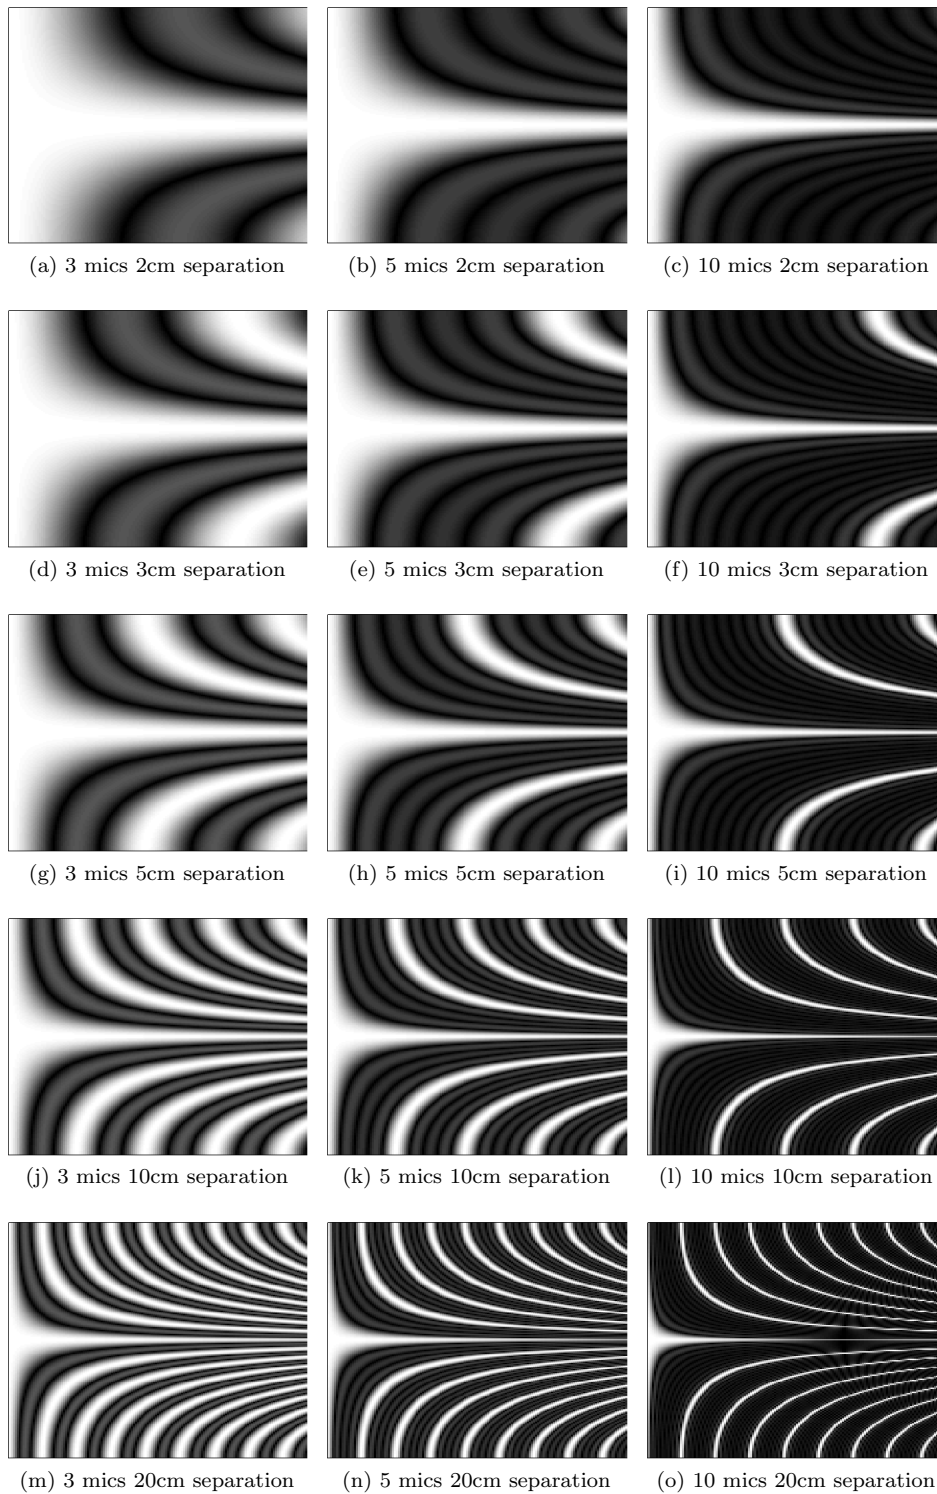 (a) 3 mics 2cm separation (b) 5 mics 2cm separation (c) 10 mics 2cm separation
(d) 3 mics 3cm separation (e) 5 mics 3cm separation (f) 10 mics 3cm separation
(g) 3 mics 5cm separation (h) 5 mics 5cm separation (i) 10 mics 5cm separation
(j) 3 mics 10cm separation (k) 5 mics 10cm separation (l) 10 mics 10cm separation
(m) 3 mics 20cm separation (n) 5 mics 20cm separation (o) 10 mics 20cm separation